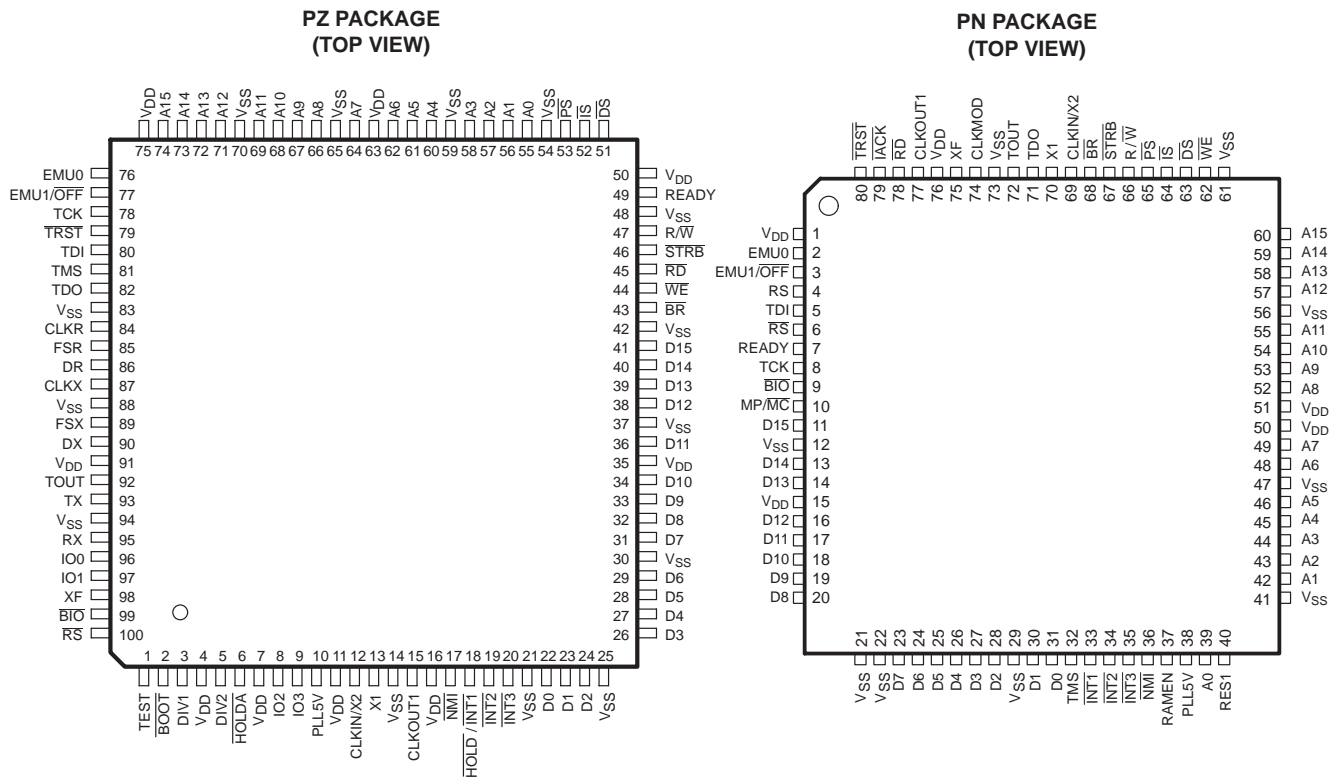 PZ PACKAGE
(TOP VIEW)
VDD A15 A14 A13 A12 VSS A11 A10 A9 A8 VSS A7 VDD A6 A5 A4 VSS A3 A2 A1 A0 VSS PS IS DS
75 74 73 72 71 70 69 68 67 66 65 64 63 62 61 60 59 58 57 56 55 54 53 52 51
EMU0 76 50 VDD
EMU1/OFF 77 49 READY
TCK 78 48 VSS
TRST 79 47 R/W
TDI 80 46 STRB
TMS 81 45 RD
TDO 82 44 WE
VSS 83 43 BR
CLKR 84 42 VSS
FSR 85 41 D15
DR 86 40 D14
CLKX 87 39 D13
VSS 88 38 D12
FSX 89 37 VSS
DX 90 36 D11
VDD 91 35 VDD
TOUT 92 34 D10
TX 93 33 D9
VSS 94 32 D8
RX 95 31 D7
IO0 96 30 VSS
IO1 97 29 D6
XF 98 28 D5
BIO 99 27 D4
RS 100 26 D3
1 2 3 4 5 6 7 8 9 10 11 12 13 14 15 16 17 18 19 20 21 22 23 24 25
TEST BOOT DIV1 VDD DIV2 HOLDA VDD IO2 IO3 PLL5V VDD CLKIN/X2 X1 VSS CLKOUT1 VDD NMI HOLD/INT1 INT2 INT3 VSS D0 D1 D2 VSS
PN PACKAGE
(TOP VIEW)
TRST IACK RD CLKOUT1 VDD XF CLKMOD VSS TOUT TDO X1 CLKIN/X2 BR STRB R/W PS IS DS WE VSS
80 79 78 77 76 75 74 73 72 71 70 69 68 67 66 65 64 63 62 61
VDD 1 60 A15
EMU0 2 59 A14
EMU1/OFF 3 58 A13
RS 4 57 A12
TDI 5 56 VSS
RS 6 55 A11
READY 7 54 A10
TCK 8 53 A9
BIO 9 52 A8
MP/MC 10 51 VDD
D15 11 50 VDD
VSS 12 49 A7
D14 13 48 A6
D13 14 47 VSS
VDD 15 46 A5
D12 16 45 A4
D11 17 44 A3
D10 18 43 A2
D9 19 42 A1
D8 20 41 VSS
21 22 23 24 25 26 27 28 29 30 31 32 33 34 35 36 37 38 39 40
VSS VSS D7 D6 D5 D4 D3 D2 VSS D1 D0 TMS INT1 INT2 INT3 NMI RAMEN PLL5V A0 RES1